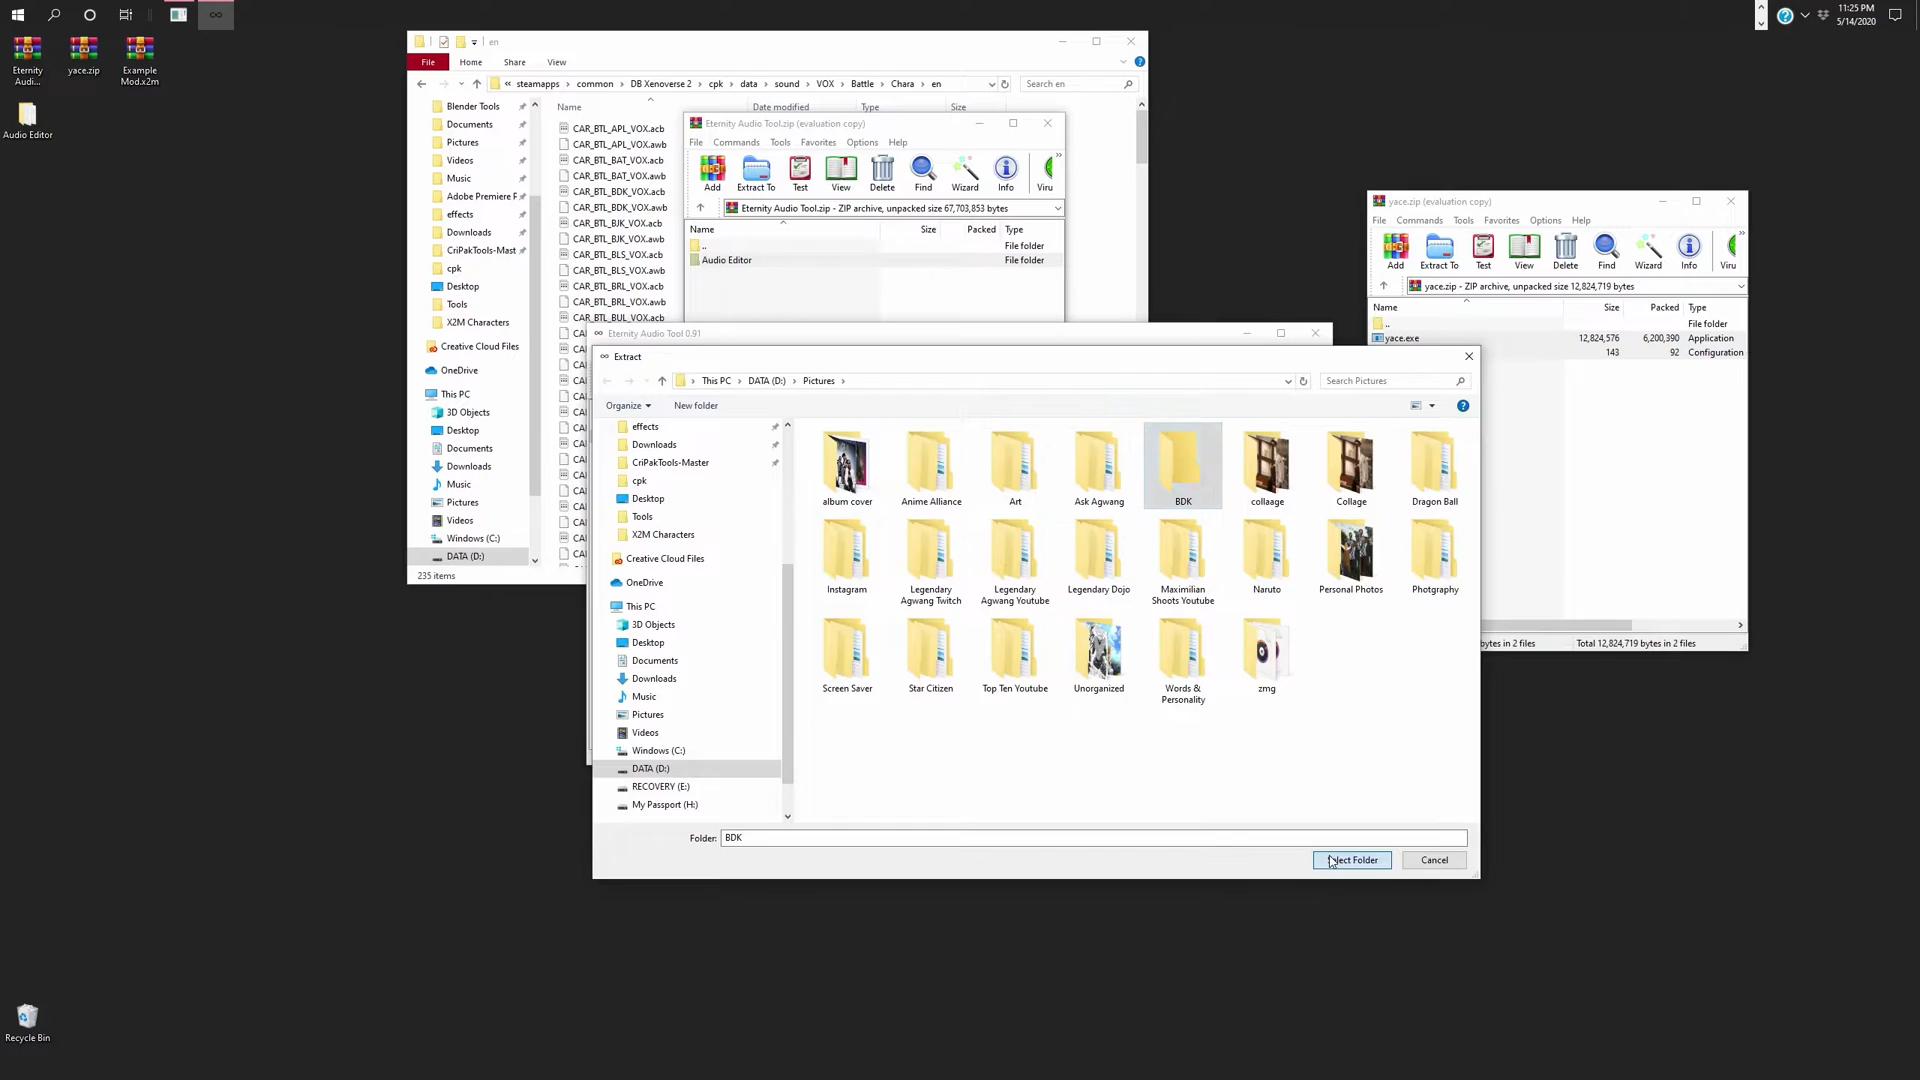 11:25 PM
5/14/2020
Eternity
Audi...
yace.zip
Example
Mod.x2m
Audio Editor
Recycle Bin
en
File
Home
Share
View
« steamapps > common > DB Xenoverse 2 > cpk > data > sound > VOX > Battle > Chara > en
Search en
Blender Tools
Documents
Pictures
Videos
Music
Adobe Premiere F
effects
Downloads
CriPakTools-Mast
cpk
Desktop
Tools
X2M Characters
Creative Cloud Files
OneDrive
This PC
3D Objects
Desktop
Documents
Downloads
Music
Pictures
Videos
Windows (C:)
DATA (D:)
235 items
Name
Date modified
Type
Size
CAR_BTL_APL_VOX.acb
CAR_BTL_APL_VOX.awb
CAR_BTL_BAT_VOX.acb
CAR_BTL_BAT_VOX.awb
CAR_BTL_BDK_VOX.acb
CAR_BTL_BDK_VOX.awb
CAR_BTL_BJK_VOX.acb
CAR_BTL_BJK_VOX.awb
CAR_BTL_BLS_VOX.acb
CAR_BTL_BLS_VOX.awb
CAR_BTL_BRL_VOX.acb
CAR_BTL_BRL_VOX.awb
CAR_BTL_BUL_VOX.acb
Eternity Audio Tool.zip (evaluation copy)
File
Commands
Tools
Favorites
Options
Help
Add
Extract To
Test
View
Delete
Find
Wizard
Info
Viru
Eternity Audio Tool.zip - ZIP archive, unpacked size 67,703,853 bytes
Name
Size
Packed
Type
..
File folder
Audio Editor
File folder
yace.zip (evaluation copy)
File
Commands
Tools
Favorites
Options
Help
Add
Extract To
Test
View
Delete
Find
Wizard
Info
Viru
yace.zip - ZIP archive, unpacked size 12,824,719 bytes
Name
Size
Packed
Type
..
File folder
yace.exe
12,824,576
6,200,390
Application
143
92
Configuration
bytes in 2 files
Total 12,824,719 bytes in 2 files
Eternity Audio Tool 0.91
Extract
> This PC > DATA (D:) > Pictures >
Search Pictures
Organize
New folder
effects
Downloads
CriPakTools-Master
cpk
Desktop
Tools
X2M Characters
Creative Cloud Files
OneDrive
This PC
3D Objects
Desktop
Documents
Downloads
Music
Pictures
Videos
Windows (C:)
DATA (D:)
RECOVERY (E:)
My Passport (H:)
album cover
Anime Alliance
Art
Ask Agwang
BDK
collaage
Collage
Dragon Ball
Instagram
Legendary
Agwang Twitch
Legendary
Agwang Youtube
Legendary Dojo
Maximilian
Shoots Youtube
Naruto
Personal Photos
Photgraphy
Screen Saver
Star Citizen
Top Ten Youtube
Unorganized
Words &
Personality
zmg
Folder: BDK
Select Folder
Cancel